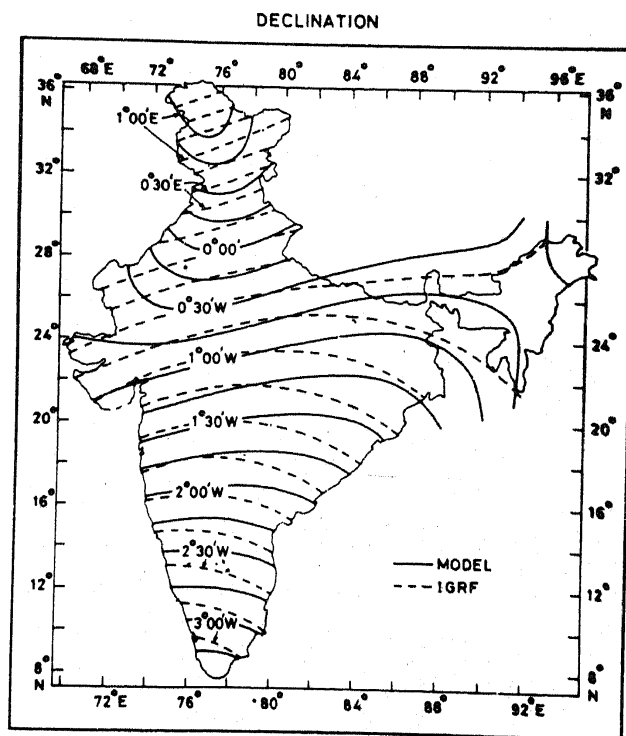 DECLINATION
68°E 72° 76° 80° 84° 88° 92° 96°E
36° N
36° N
1°00'E
32°
32°
0°30'E
28°
0°00'
28°
0°30'W
24°
24°
1°00'W
20°
1°30'W
20°
16°
2°00'W
16°
2°30'W
MODEL
12°
IGRF
12°
3°00'W
8° N
8° N
72°E 76° 80° 84° 88° 92°E